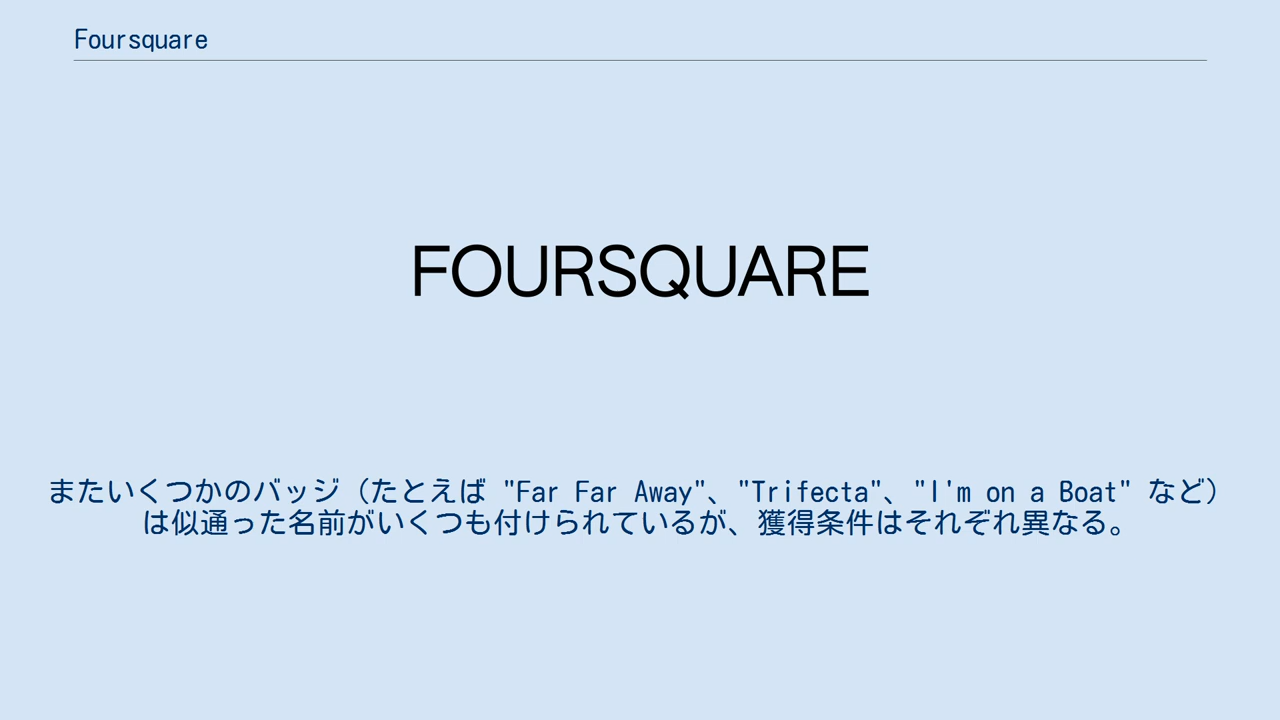 Foursquare
FOURSQUARE
またいくつかのバッジ（たとえば "Far Far Away"、"Trifecta"、"I'm on a Boat" など）
は似通った名前がいくつも付けられているが、獲得条件はそれぞれ異なる。